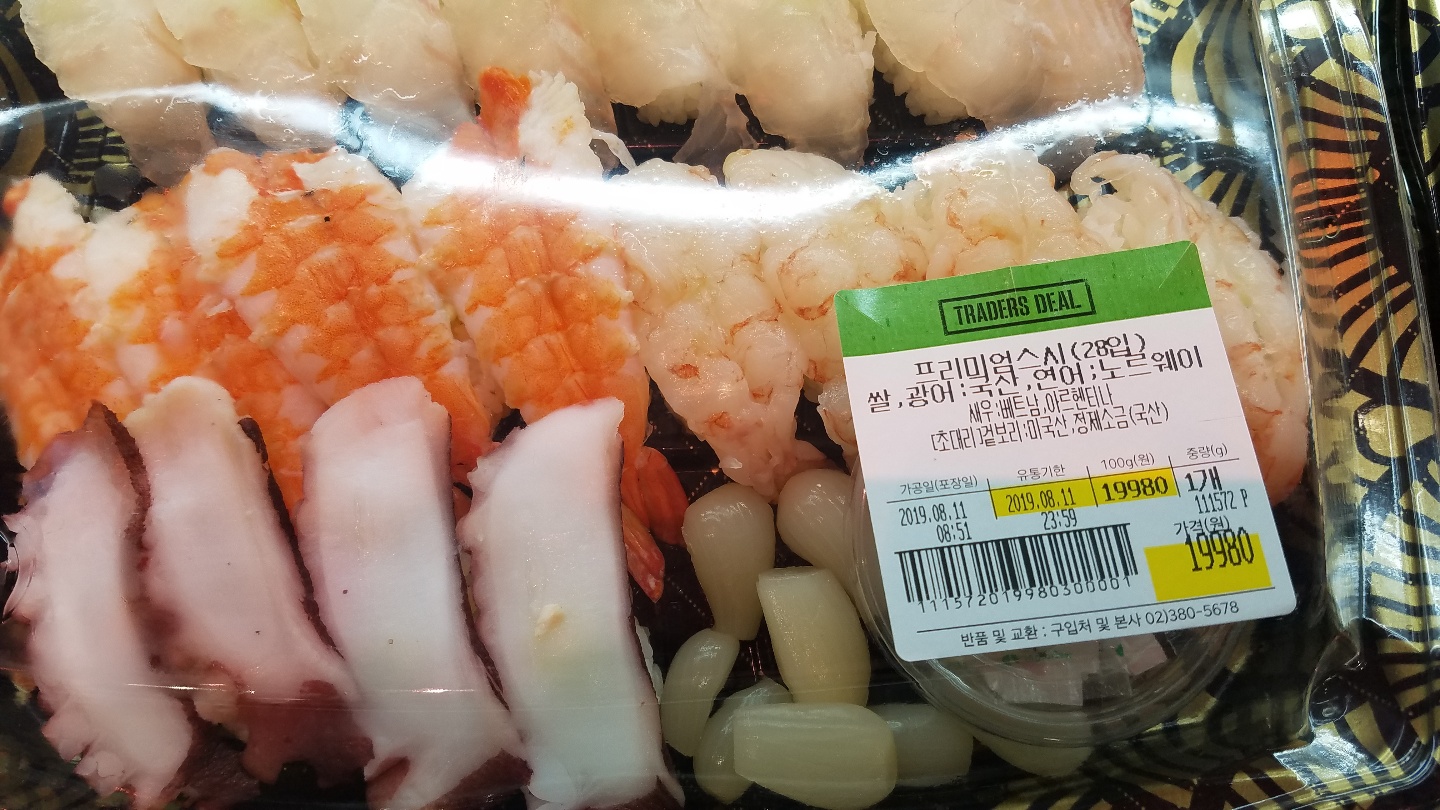 TRADERS DEAL
프리미엄스시(28입)
쌀,광어:국산,연어:노르웨이
새우:베트남,아르헨티나
[초대리]겉보리:미국산,정제소금(국산)
가공일(포장일) 유통기한 100g(원) 중량(g)
2019.08.11 2019.08.11 19980 1개
08:51 23:59 111572 P
가격(원)
19980
1115720199803000001
반품 및 교환 : 구입처 및 본사 02)380-5678